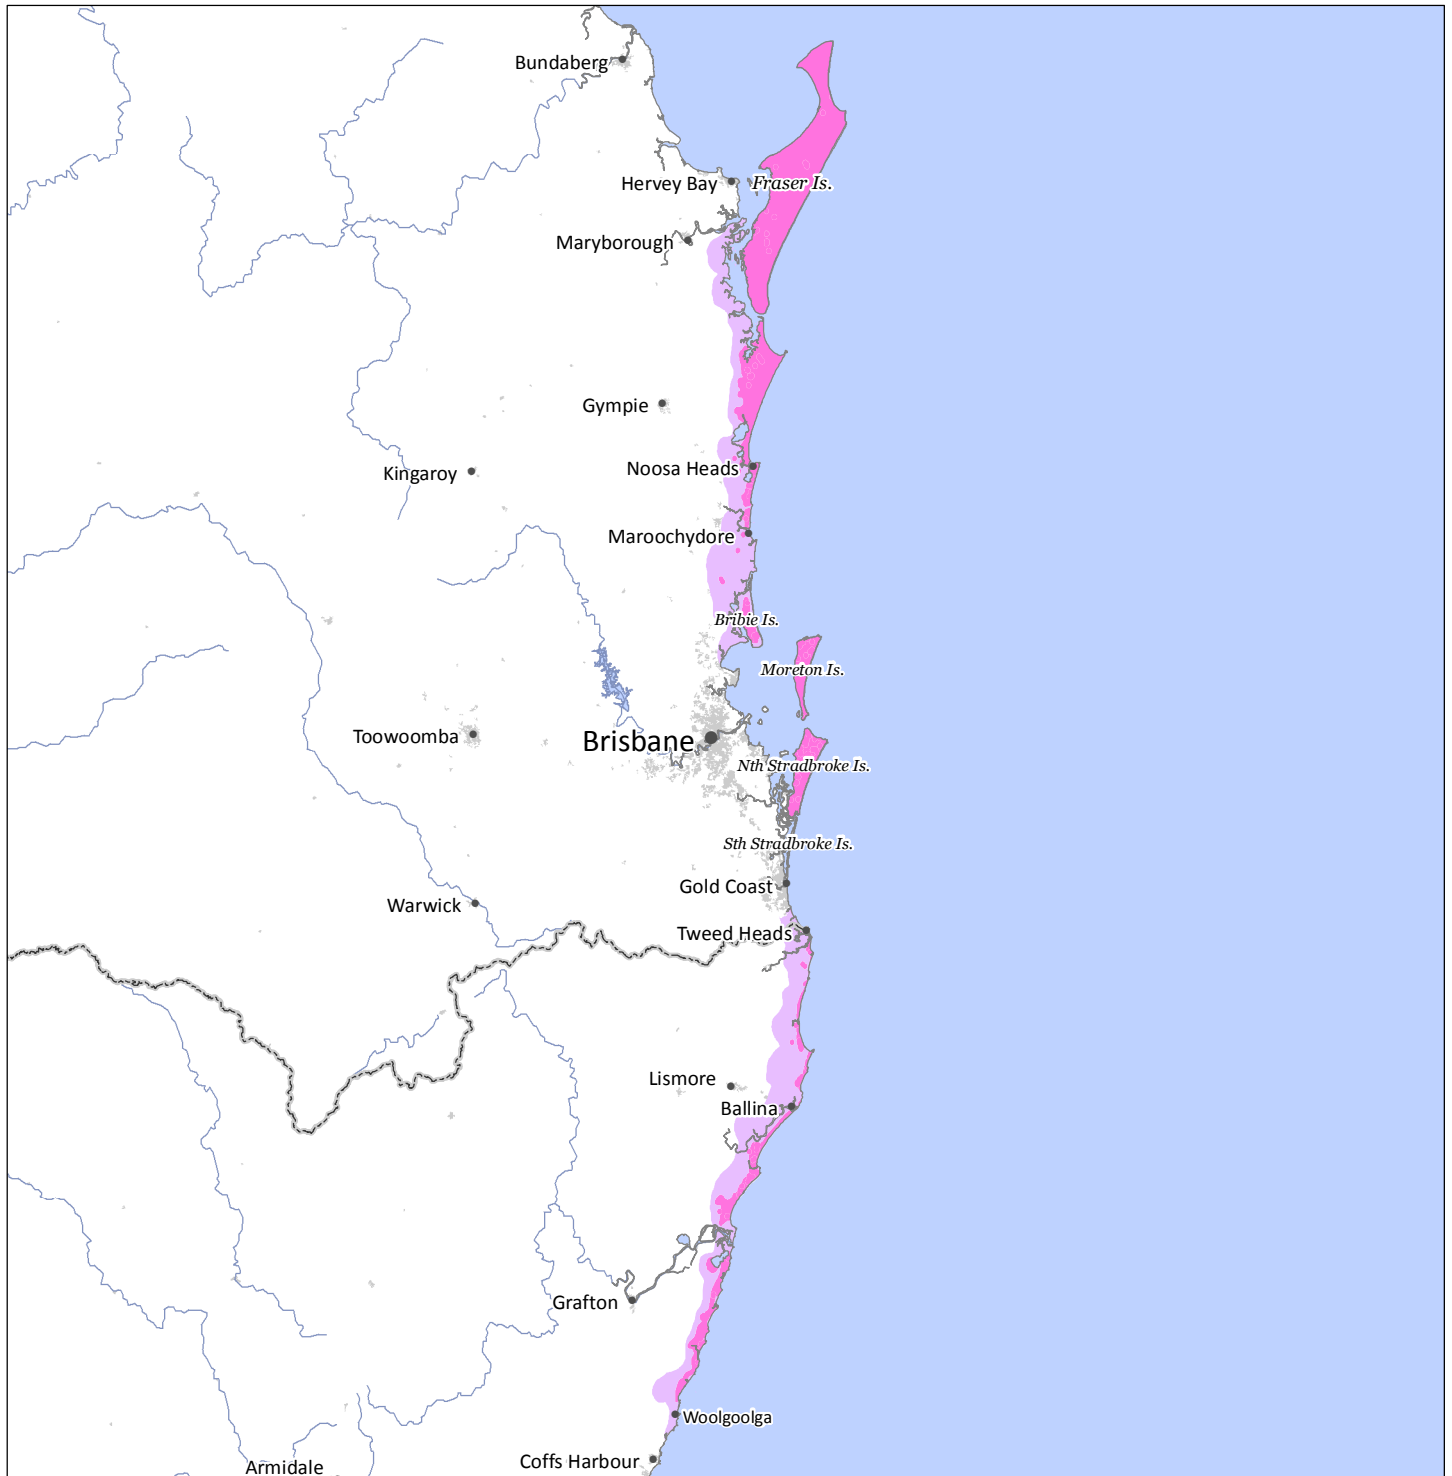 Bundaberg
Hervey Bay
Fraser Is.
Maryborough
Gympie
Noosa Heads
Kingaroy
Maroochydore
Bribie Is.
Moreton Is.
Toowoomba
Brisbane
Nth Stradbroke Is.
Sth Stradbroke Is.
Gold Coast
Warwick
Tweed Heads
Lismore
Ballina
Grafton
Woolgoolga
Coffs Harbour
Armidale